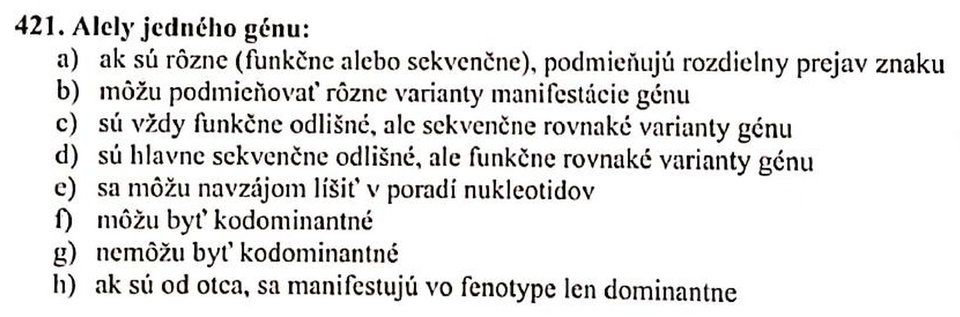 421. Alely jedného génu:
a) ak sú rôzne (funkčne alebo sekvenčne), podmieňujú rozdielny prejav znaku
b) môžu podmieňovať rôzne varianty manifestácie génu
c) sú vždy funkčne odlišné, ale sekvenčne rovnaké varianty génu
d) sú hlavne sekvenčne odlišné, ale funkčne rovnaké varianty génu
e) sa môžu navzájom líšiť v poradí nukleotidov
f) môžu byť kodominantné
g) nemôžu byť kodominantné
h) ak sú od otca, sa manifestujú vo fenotype len dominantne